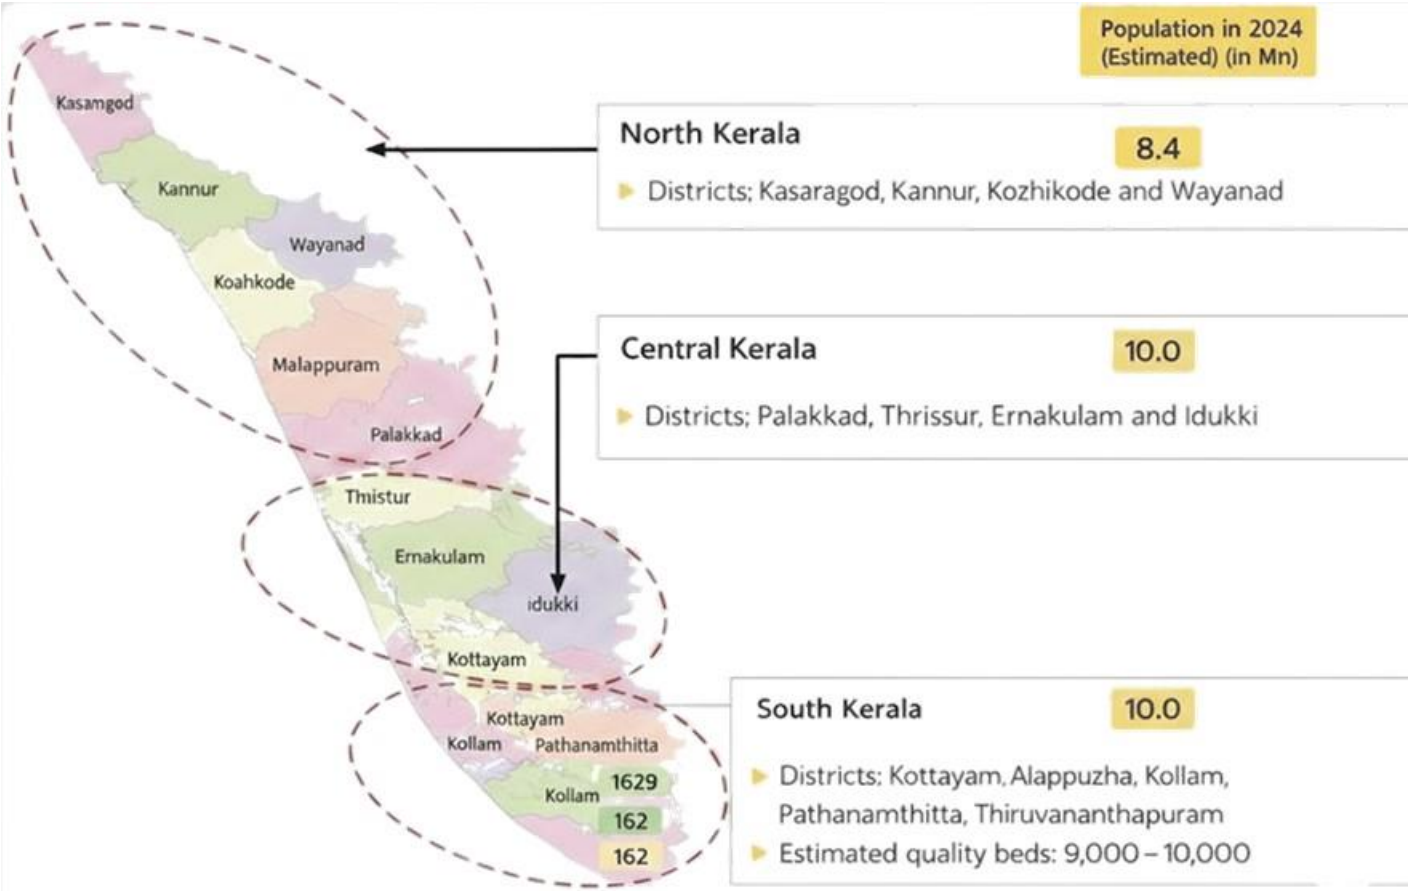 Population in 2024
(Estimated) (in Mn)
North Kerala
8.4
Districts; Kasaragod, Kannur, Kozhikode and Wayanad
Central Kerala
10.0
Districts; Palakkad, Thrissur, Ernakulam and Idukki
South Kerala
10.0
Districts: Kottayam, Alappuzha, Kollam,
Pathanamthitta, Thiruvananthapuram
Estimated quality beds: 9,000 – 10,000
Kasamgod
Kannur
Wayanad
Koahkode
Malappuram
Palakkad
Thistur
Ernakulam
idukki
Kottayam
Kottayam
Kollam
Pathanamthitta
Kollam
1629
162
162